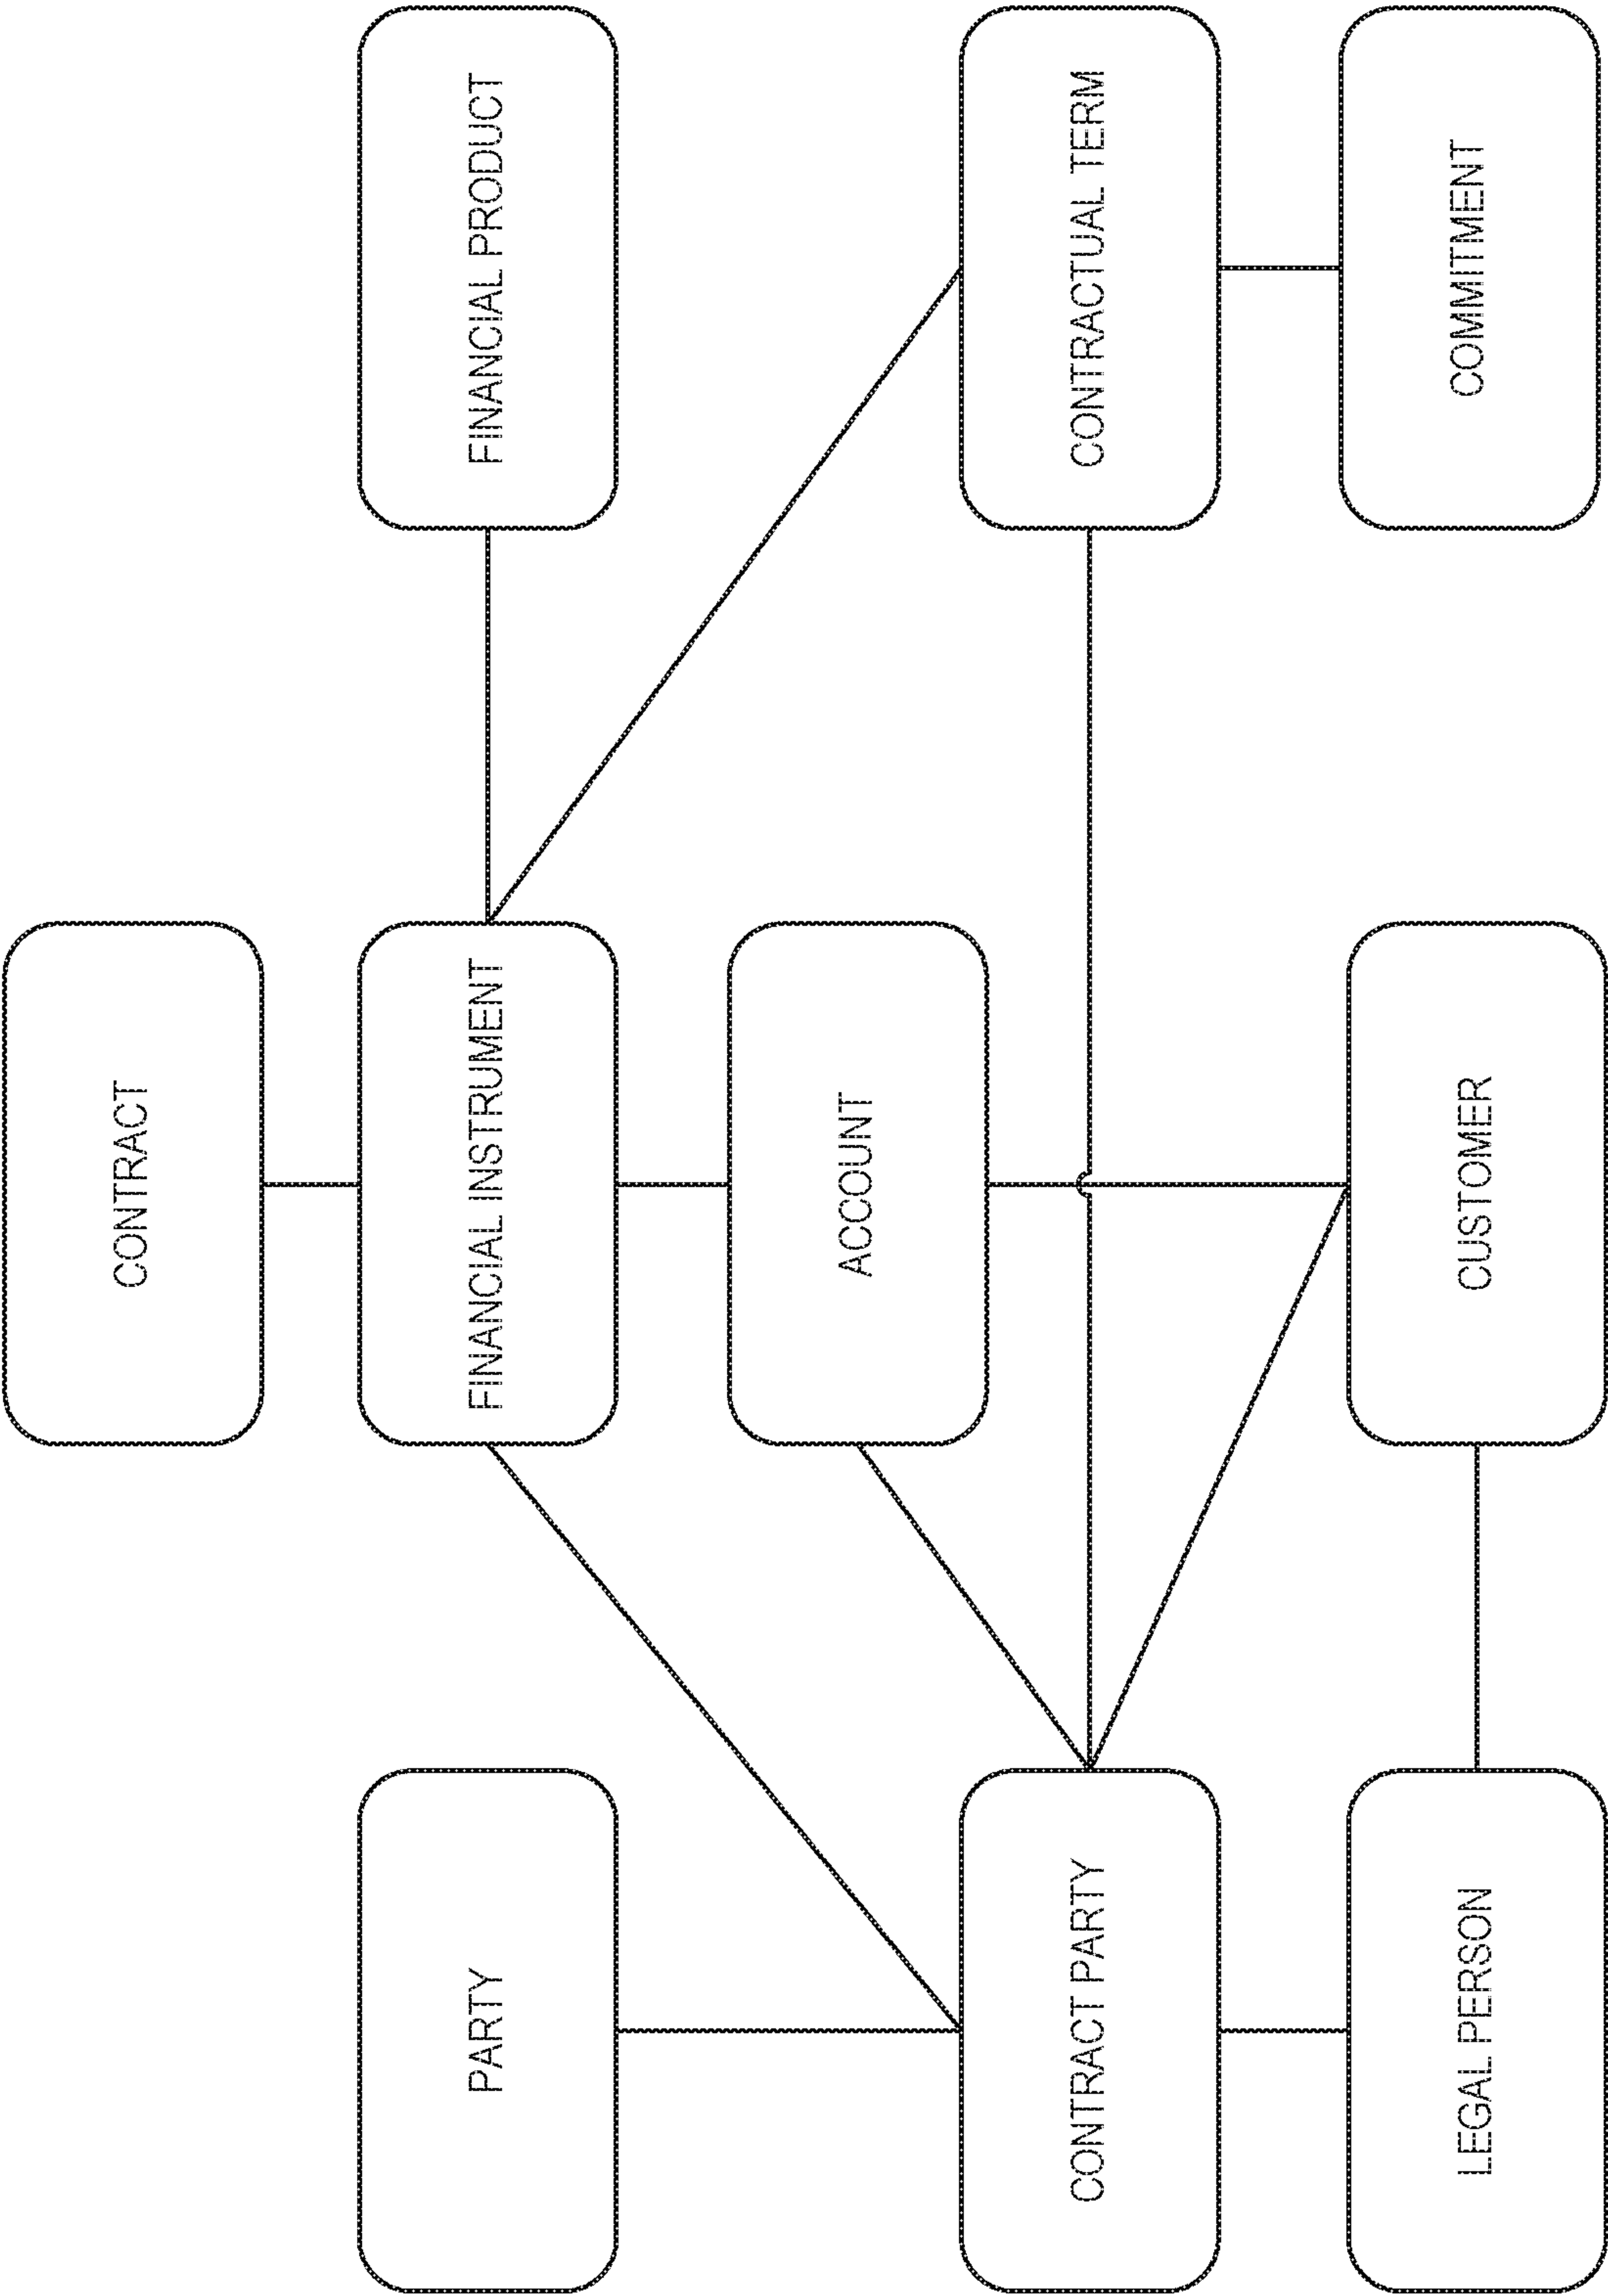 CONTRACT
PARTY
FINANCIAL INSTRUMENT
FINANCIAL PRODUCT
ACCOUNT
CONTRACT PARTY
CONTRACTUAL TERM
LEGAL PERSON
CUSTOMER
COMMITMENT